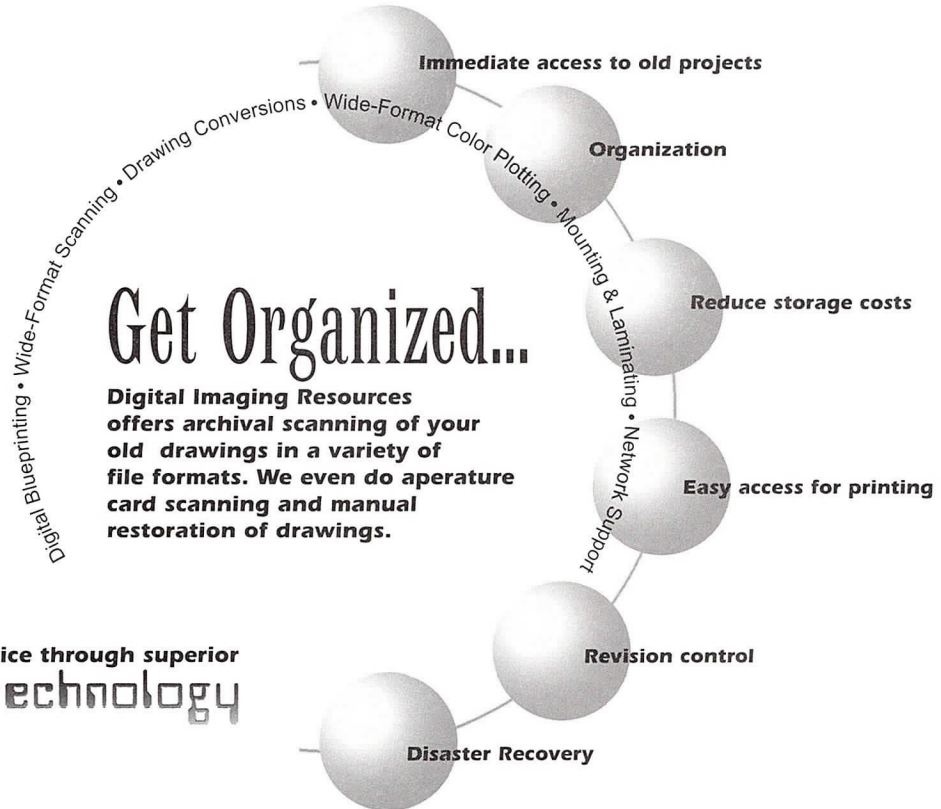 Immediate access to old projects
Organization
Reduce storage costs
Easy access for printing
Revision control
Disaster Recovery
Digital Blueprinting • Wide-Format Scanning • Drawing Conversions • Wide-Format Color Plotting • Mounting & Laminating • Network Support
Get Organized...
Digital Imaging Resources
offers archival scanning of your
old drawings in a variety of
file formats. We even do aperature
card scanning and manual
restoration of drawings.
ice through superior
echnology